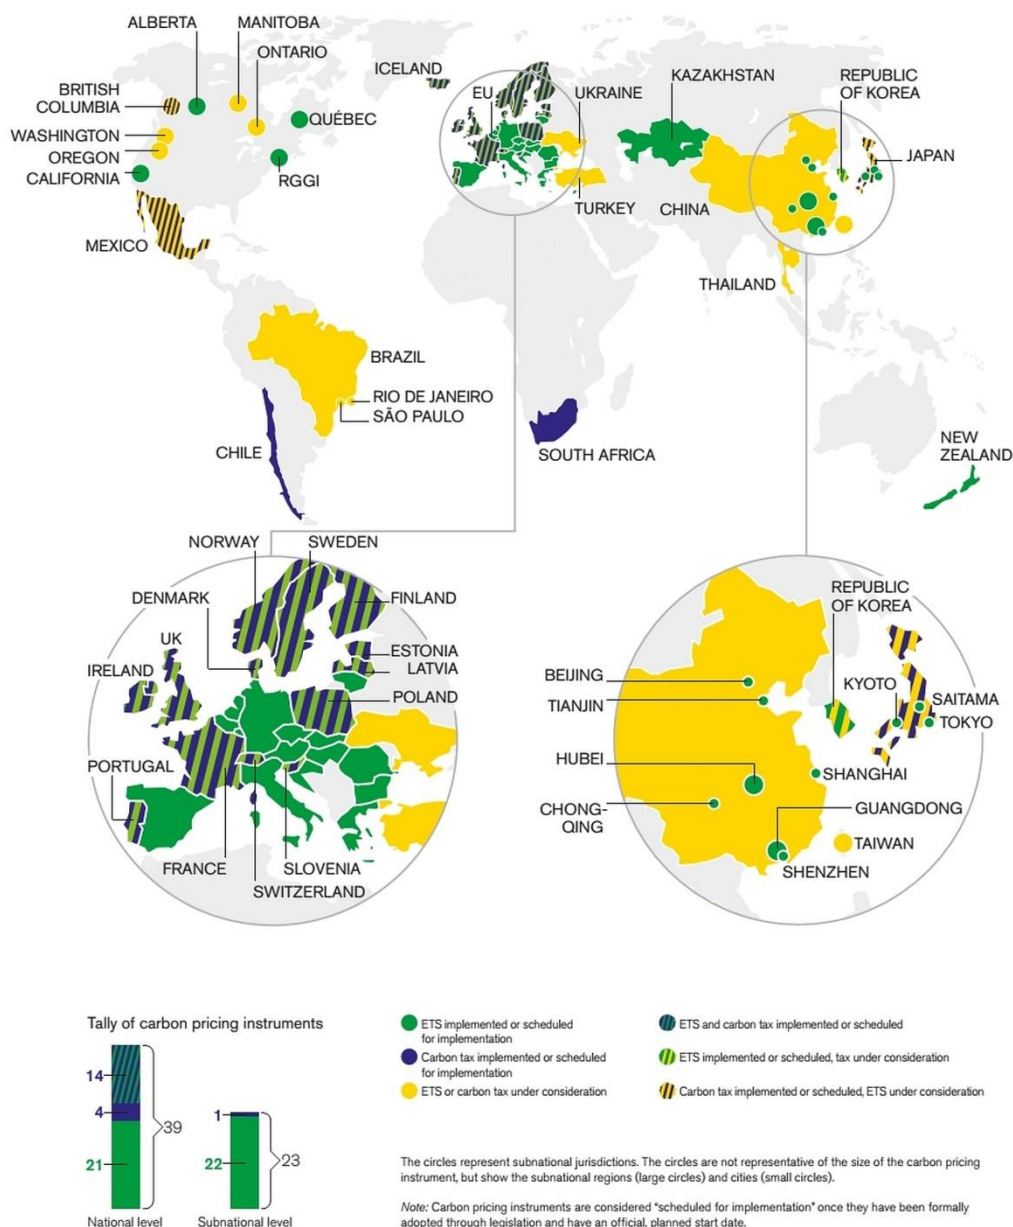 ALBERTA
MANITOBA
ONTARIO
BRITISH
COLUMBIA
WASHINGTON
OREGON
CALIFORNIA
QUÉBEC
RGGI
MEXICO
ICELAND
EU
UKRAINE
TURKEY
KAZAKHSTAN
CHINA
REPUBLIC
OF KOREA
JAPAN
THAILAND
BRAZIL
RIO DE JANEIRO
SÃO PAULO
CHILE
SOUTH AFRICA
NEW
ZEALAND
NORWAY
SWEDEN
DENMARK
FINLAND
UK
IRELAND
ESTONIA
LATVIA
POLAND
PORTUGAL
FRANCE
SLOVENIA
SWITZERLAND
REPUBLIC
OF KOREA
BEIJING
TIANJIN
KYOTO
SAITAMA
TOKYO
HUBEI
SHANGHAI
CHONG-
QING
GUANGDONG
TAIWAN
SHENZHEN
Tally of carbon pricing instruments
14
4
21
39
1
22
23
National level
Subnational level
ETS implemented or scheduled
for implementation
Carbon tax implemented or scheduled
for implementation
ETS or carbon tax under consideration
ETS and carbon tax implemented or scheduled
ETS implemented or scheduled, tax under consideration
Carbon tax implemented or scheduled, ETS under consideration
The circles represent subnational jurisdictions. The circles are not representative of the size of the carbon pricing
instrument, but show the subnational regions (large circles) and cities (small circles).
Note: Carbon pricing instruments are considered "scheduled for implementation" once they have been formally
adopted through legislation and have an official, planned start date.